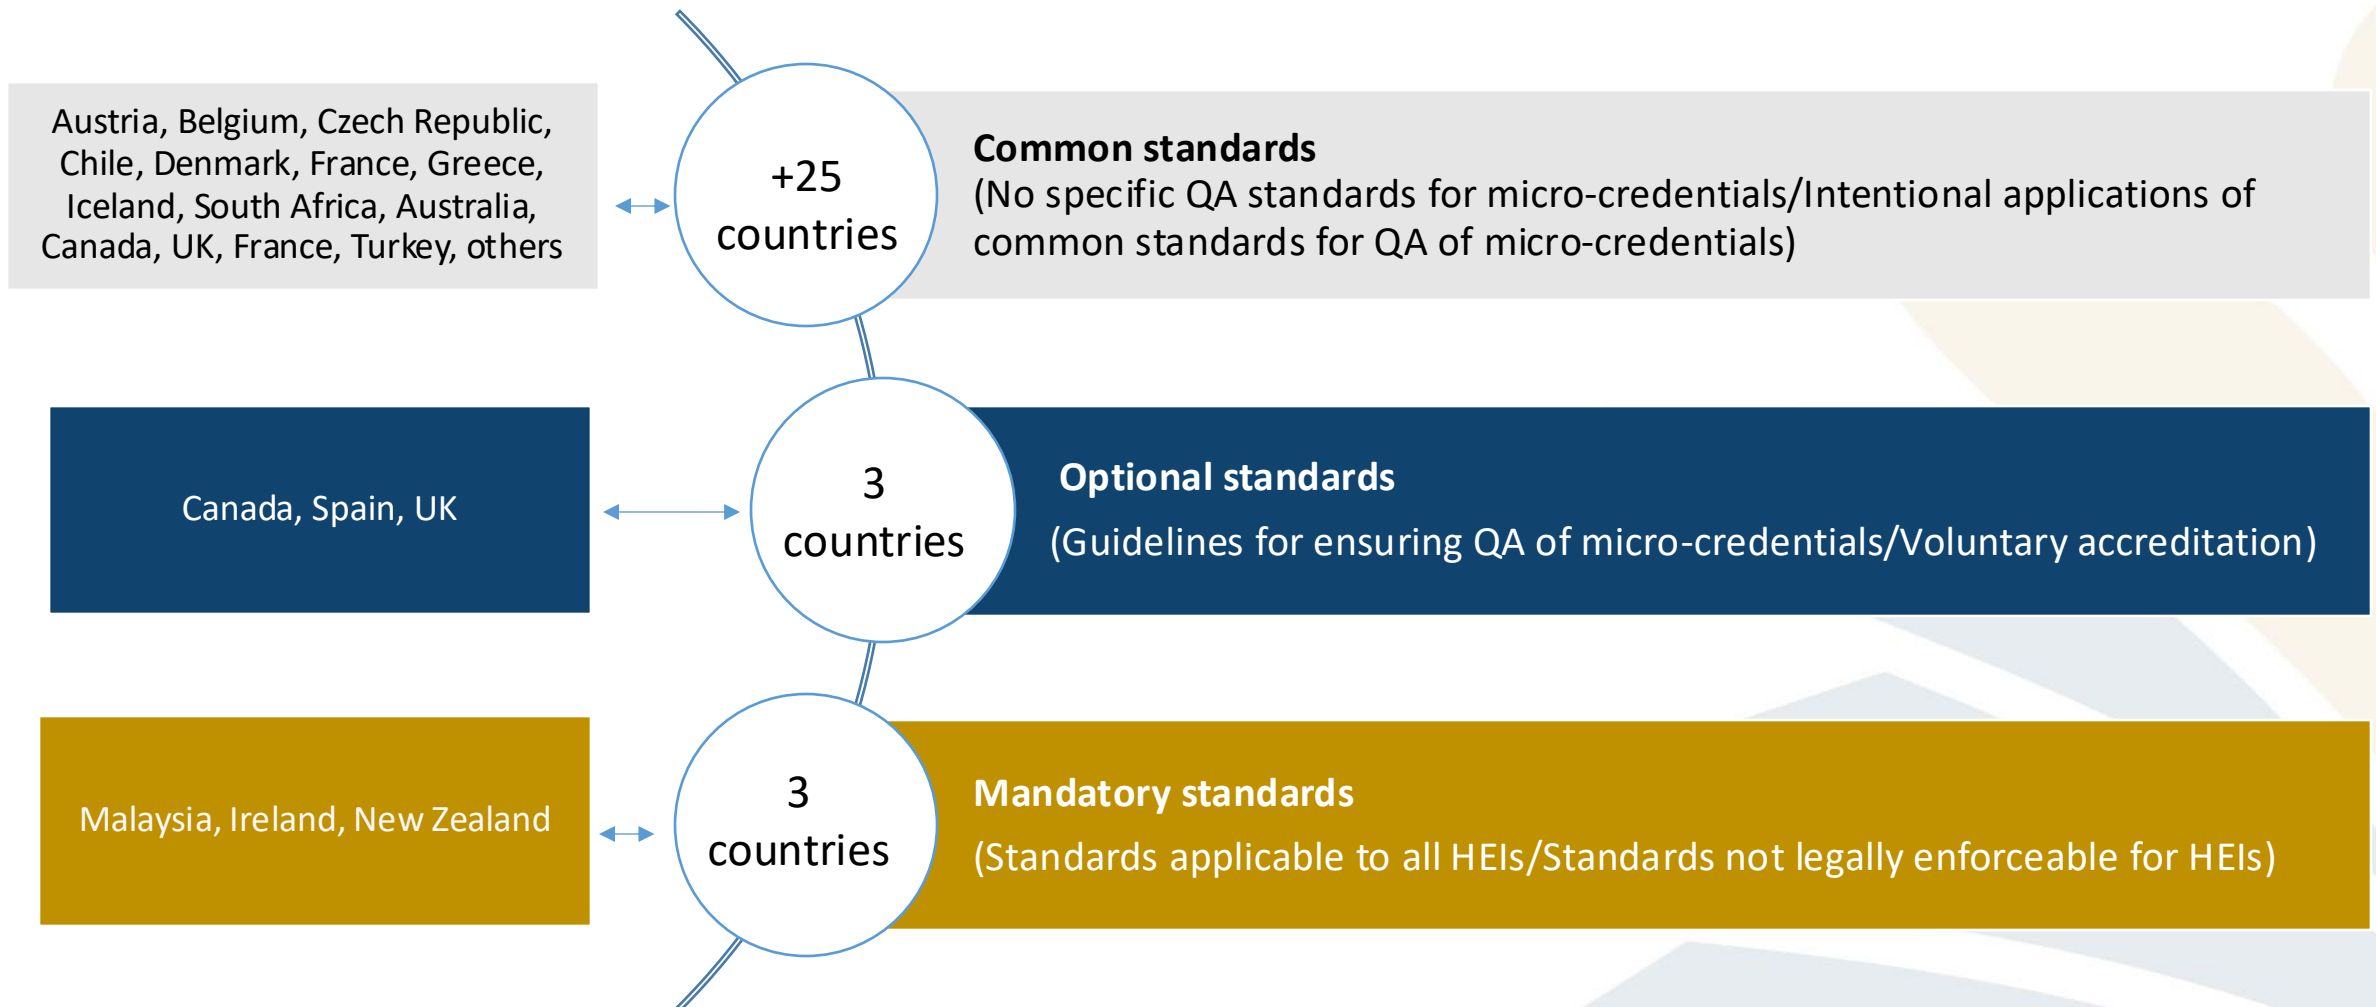 Austria, Belgium, Czech Republic,
Chile, Denmark, France, Greece,
Iceland, South Africa, Australia,
Canada, UK, France, Turkey, others
+25
countries
Common standards
(No specific QA standards for micro-credentials/Intentional applications of
common standards for QA of micro-credentials)
Canada, Spain, UK
3
countries
Optional standards
(Guidelines for ensuring QA of micro-credentials/Voluntary accreditation)
Malaysia, Ireland, New Zealand
3
countries
Mandatory standards
(Standards applicable to all HEIs/Standards not legally enforceable for HEIs)